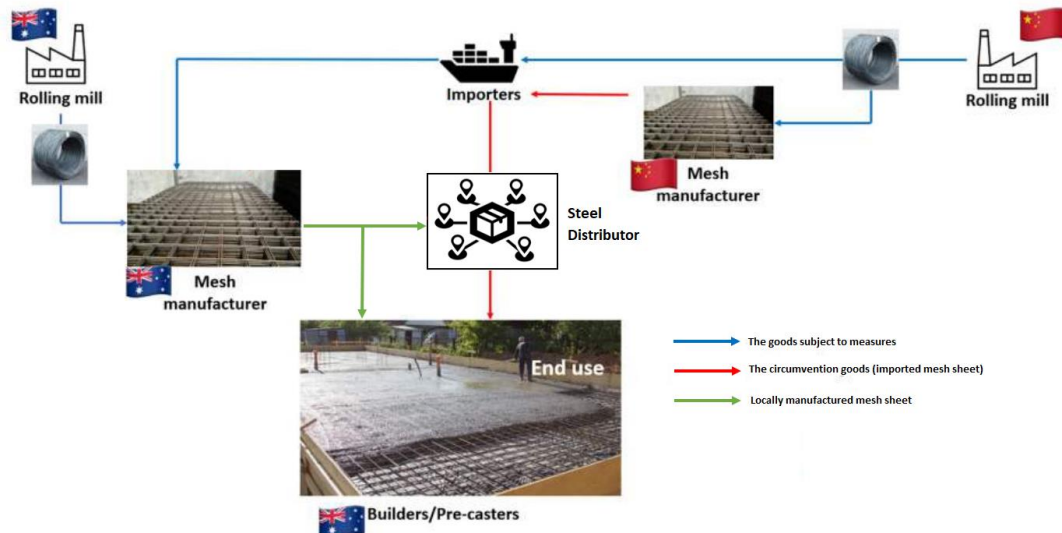 Rolling mill
Importers
Rolling mill
Mesh
manufacturer
Steel
Distributor
Mesh
manufacturer
End use
The goods subject to measures
The circumvention goods (imported mesh sheet)
Locally manufactured mesh sheet
Builders/Pre-casters